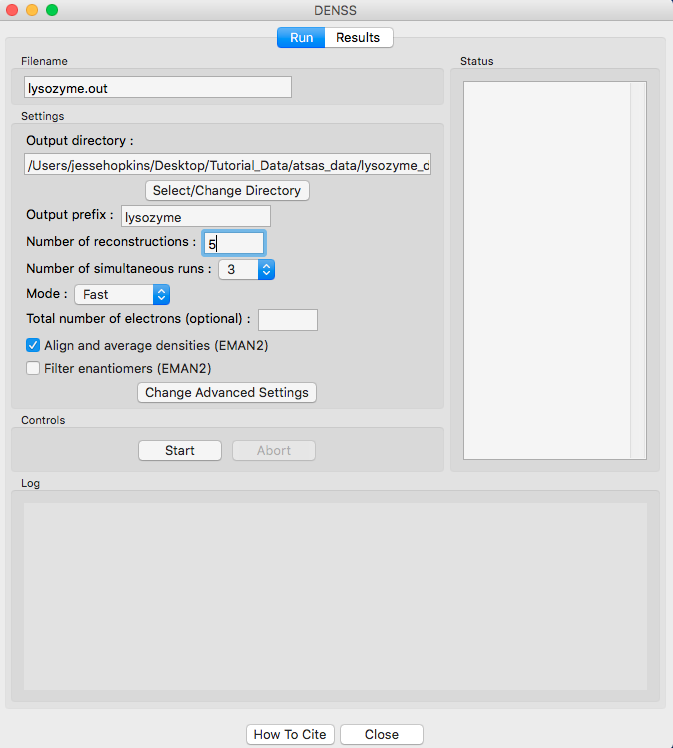 DENSS
Run Results
Filename
lysozyme.out
Settings
Output directory :
/Users/jessehopkins/Desktop/Tutorial_Data/atsas_data/lysozyme_c
Select/Change Directory
Output prefix : lysozyme
Number of reconstructions : 5
Number of simultaneous runs : 3
Mode : Fast
Total number of electrons (optional) :
Align and average densities (EMAN2)
Filter enantiomers (EMAN2)
Change Advanced Settings
Controls
Start Abort
Status
Log
How To Cite Close